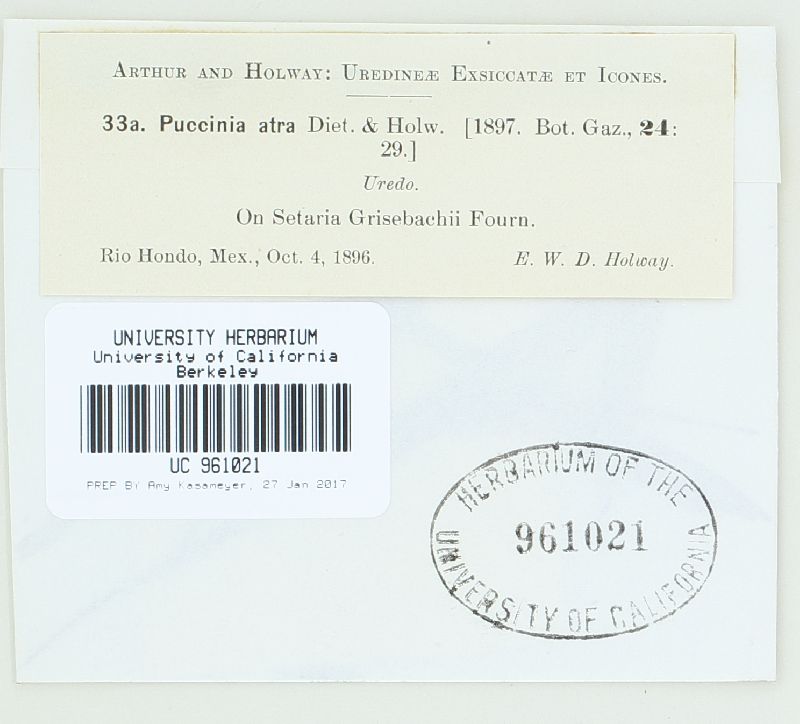 ARTHUR AND HOLWAY: UREDINEÆ EXSICCATÆ ET ICONES.
33a. Puccinia atra Diet. & Holw. [1897. Bot. Gaz., 24:
29.]
Uredo.
On Setaria Grisebachii Fourn.
Rio Hondo, Mex., Oct. 4, 1896. E. W. D. Holway.
UNIVERSITY HERBARIUM
University of California
Berkeley
UC 961021
PREP BY Amy Kasameyer, 27 Jan 2017
HERBARIUM OF THE
961021
UNIVERSITY OF CALIFORNIA